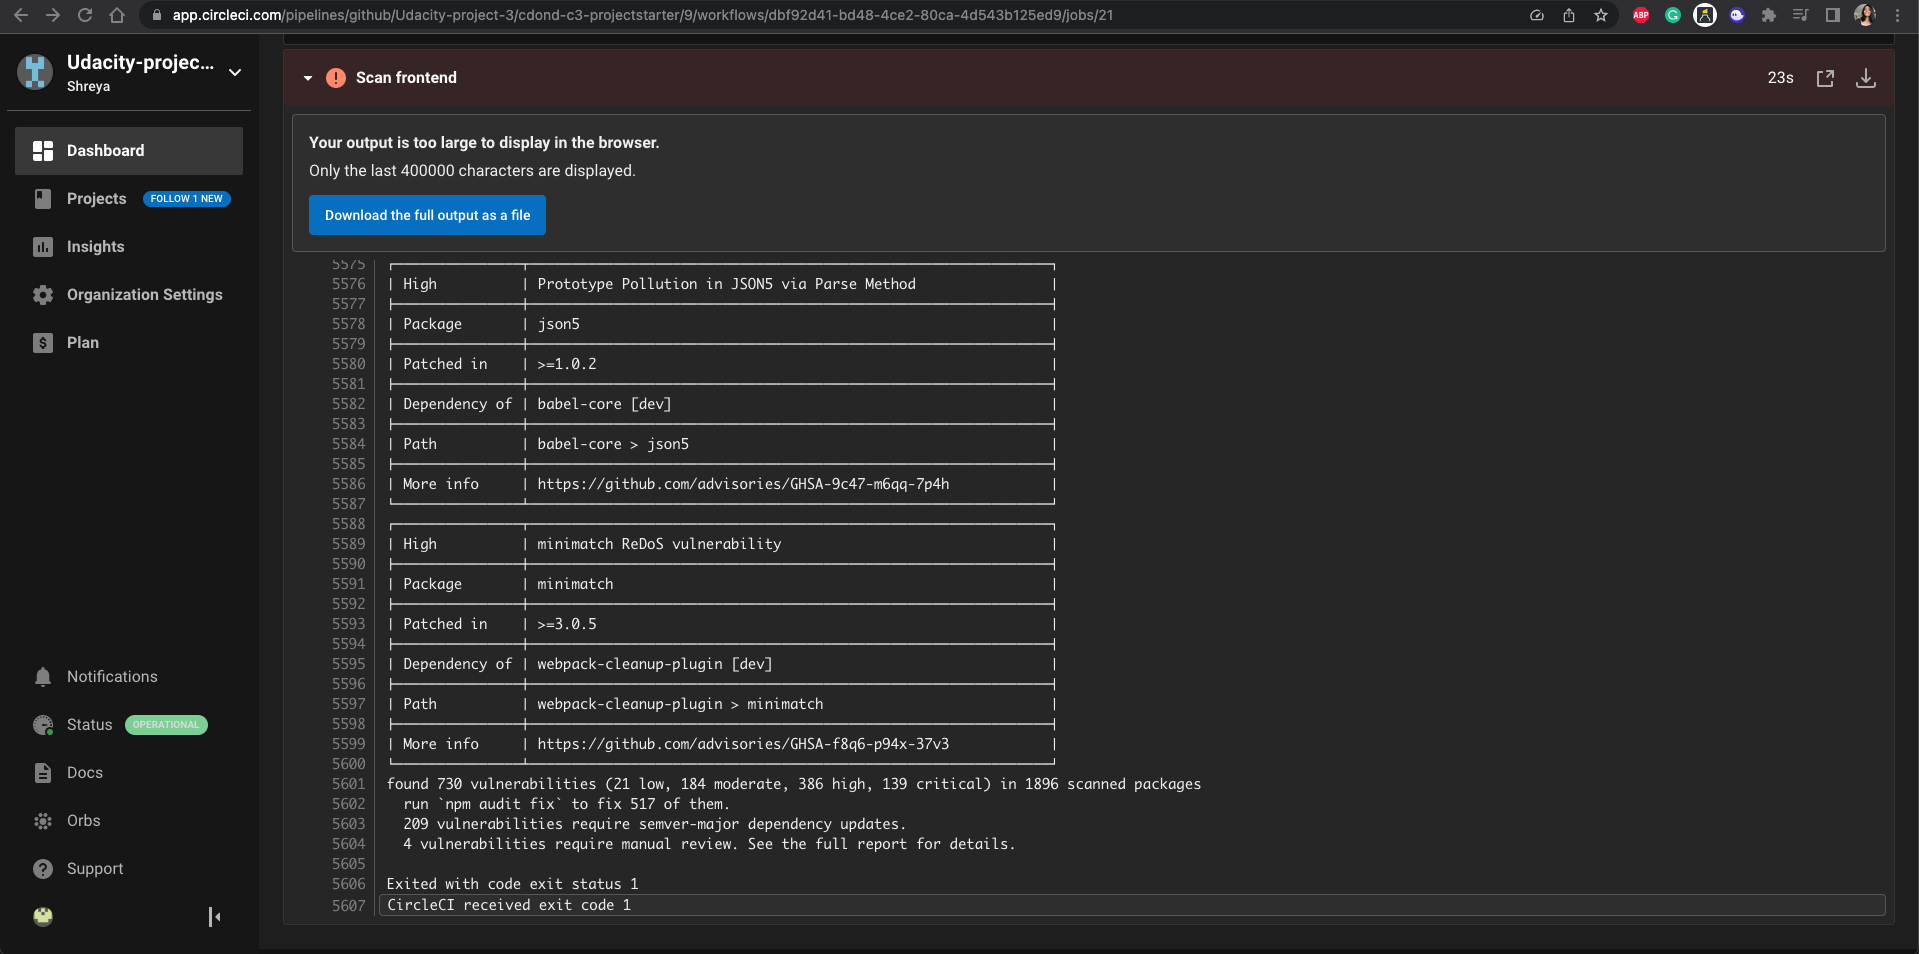 app.circleci.com/pipelines/github/Udacity-project-3/cdond-c3-projectstarter/9/workflows/dbf92d41-bd48-4ce2-80ca-4d543b125ed9/jobs/21
ABP
Udacity-projec...
Shreya
Dashboard
Projects FOLLOW 1 NEW
Insights
Organization Settings
Plan
Notifications
Status OPERATIONAL
Docs
Orbs
Support
Scan frontend 23s
Your output is too large to display in the browser.
Only the last 400000 characters are displayed.
Download the full output as a file
5575
5576 | High | Prototype Pollution in JSON5 via Parse Method |
5577
5578 | Package | json5 |
5579
5580 | Patched in | >=1.0.2 |
5581
5582 | Dependency of | babel-core [dev] |
5583
5584 | Path | babel-core > json5 |
5585
5586 | More info | https://github.com/advisories/GHSA-9c47-m6qq-7p4h |
5587
5588
5589 | High | minimatch ReDoS vulnerability |
5590
5591 | Package | minimatch |
5592
5593 | Patched in | >=3.0.5 |
5594
5595 | Dependency of | webpack-cleanup-plugin [dev] |
5596
5597 | Path | webpack-cleanup-plugin > minimatch |
5598
5599 | More info | https://github.com/advisories/GHSA-f8q6-p94x-37v3 |
5600
5601 found 730 vulnerabilities (21 low, 184 moderate, 386 high, 139 critical) in 1896 scanned packages
5602 run `npm audit fix` to fix 517 of them.
5603 209 vulnerabilities require semver-major dependency updates.
5604 4 vulnerabilities require manual review. See the full report for details.
5605
5606 Exited with code exit status 1
5607 CircleCI received exit code 1